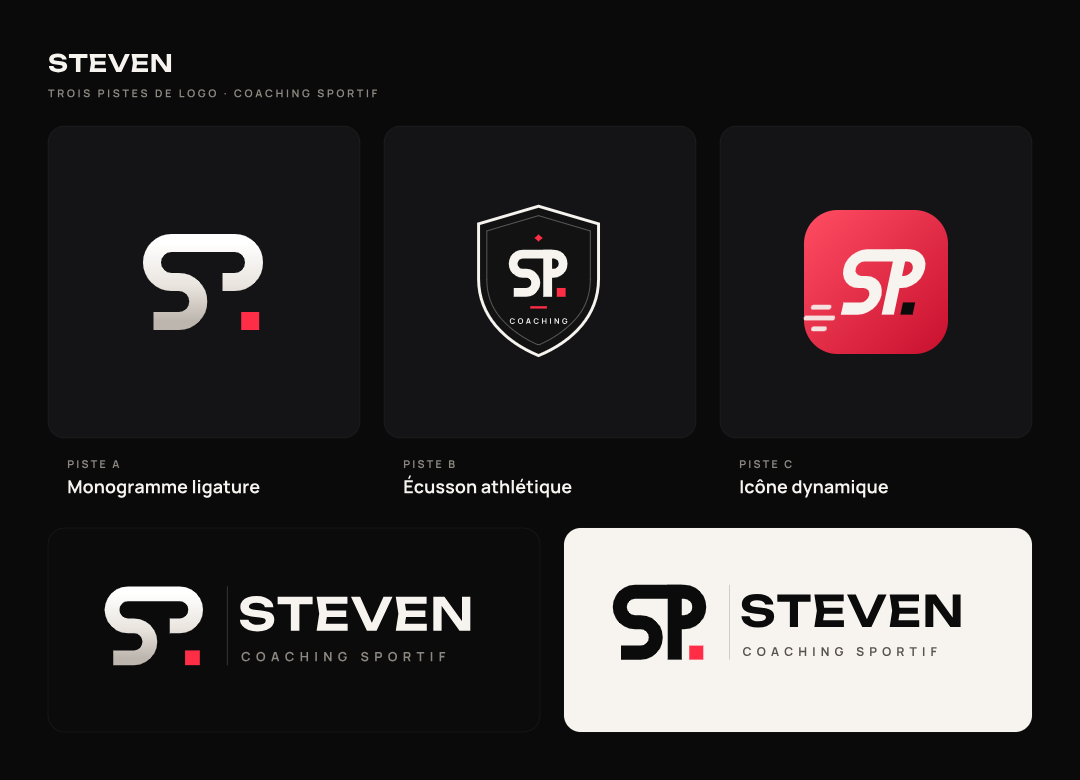 STEVEN
TROIS PISTES DE LOGO · COACHING SPORTIF
SP.
SP.
COACHING
SP.
PISTE A
Monogramme ligature
PISTE B
Écusson athlétique
PISTE C
Icône dynamique
SP.
STEVEN
COACHING SPORTIF
SP.
STEVEN
COACHING SPORTIF